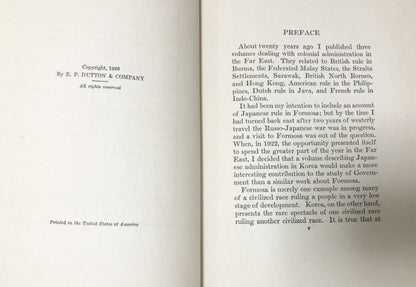 Copyright, 1926
By E. P. DUTTON & COMPANY
All rights reserved
Printed in the United States of America
PREFACE
About twenty years ago I published three
volumes dealing with colonial administration
in the Far East. They related to British rule in
Burma, the Federated Malay States, the Straits
Settlements, Sarawak, British North Borneo,
and Hong Kong, American rule in the Philip-
pines, Dutch rule in Java, and French rule in
Indo-China.
It had been my intention to include an account
of Japanese rule in Formosa; but by the time I
had turned back east after two years of westerly
travel the Russo-Japanese war was in progress,
and a visit to Formosa was out of the question.
When, in 1922, the opportunity presented itself
to spend the greater part of the year in the Far
East, I decided that a volume describing Japan-
ese administration in Korea would make a more
interesting contribution to the study of Govern-
ment than a similar work about Formosa.
Formosa is merely one example among many
of a civilized race ruling a people in a very low
stage of development. Korea, on the other hand,
presents the rare spectacle of one civilized race
ruling another civilized race. It is true that at
v